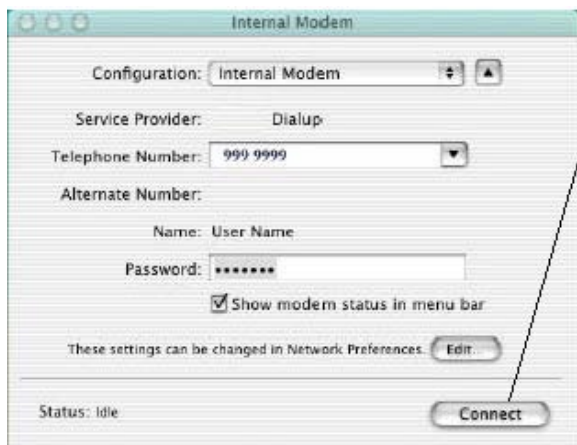 Internal Modem
Configuration: Internal Modem
Service Provider: Dialup
Telephone Number: 999 9999
Alternate Number:
Name: User Name
Password: •••••••
Show modem status in menu bar
These settings can be changed in Network Preferences. Edit...
Status: Idle Connect